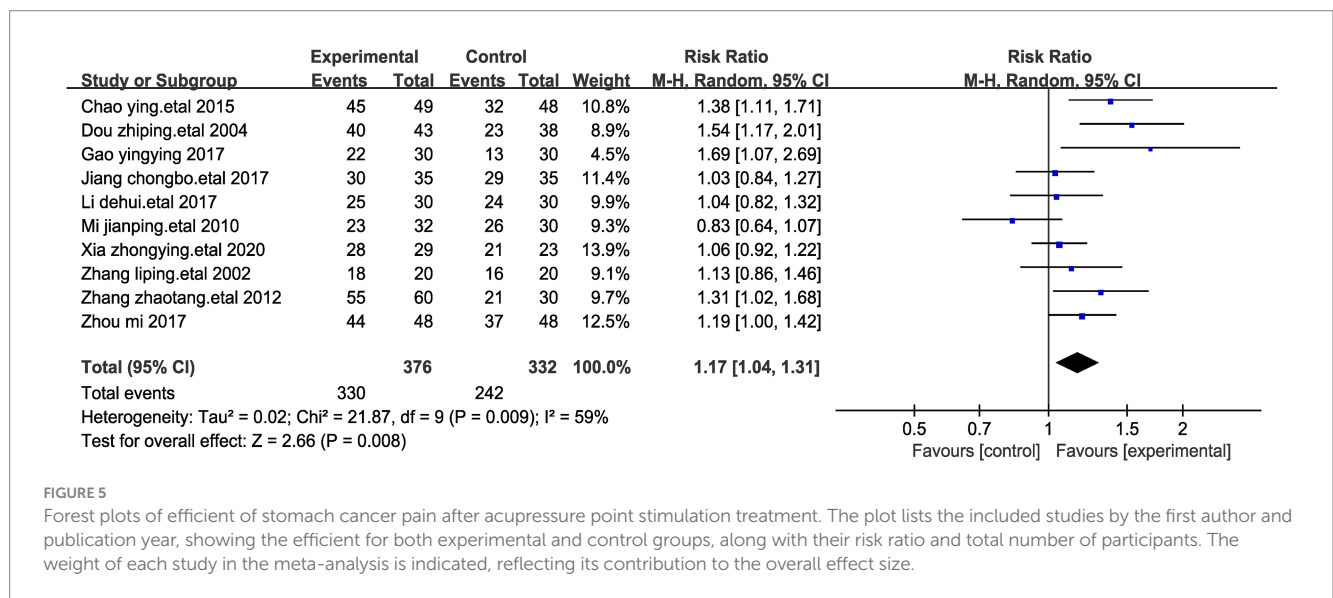 Experimental Control Risk Ratio Risk Ratio
Study or Subgroup Events Total Events Total Weight M-H, Random, 95% CI M-H, Random, 95% CI
Chao ying.etal 2015 45 49 32 48 10.8% 1.38 [1.11, 1.71]
Dou zhiping.etal 2004 40 43 23 38 8.9% 1.54 [1.17, 2.01]
Gao yingying 2017 22 30 13 30 4.5% 1.69 [1.07, 2.69]
Jiang chongbo.etal 2017 30 35 29 35 11.4% 1.03 [0.84, 1.27]
Li dehui.etal 2017 25 30 24 30 9.9% 1.04 [0.82, 1.32]
Mi jianping.etal 2010 23 32 26 30 9.3% 0.83 [0.64, 1.07]
Xia zhongying.etal 2020 28 29 21 23 13.9% 1.06 [0.92, 1.22]
Zhang liping.etal 2002 18 20 16 20 9.1% 1.13 [0.86, 1.46]
Zhang zhaotang.etal 2012 55 60 21 30 9.7% 1.31 [1.02, 1.68]
Zhou mi 2017 44 48 37 48 12.5% 1.19 [1.00, 1.42]
Total (95% CI) 376 332 100.0% 1.17 [1.04, 1.31]
Total events 330 242
Heterogeneity: Tau² = 0.02; Chi² = 21.87, df = 9 (P = 0.009); I² = 59%
Test for overall effect: Z = 2.66 (P = 0.008)
0.5 0.7 1 1.5 2
Favours [control] Favours [experimental]
FIGURE 5
Forest plots of efficient of stomach cancer pain after acupressure point stimulation treatment. The plot lists the included studies by the first author and
publication year, showing the efficient for both experimental and control groups, along with their risk ratio and total number of participants. The
weight of each study in the meta-analysis is indicated, reflecting its contribution to the overall effect size.